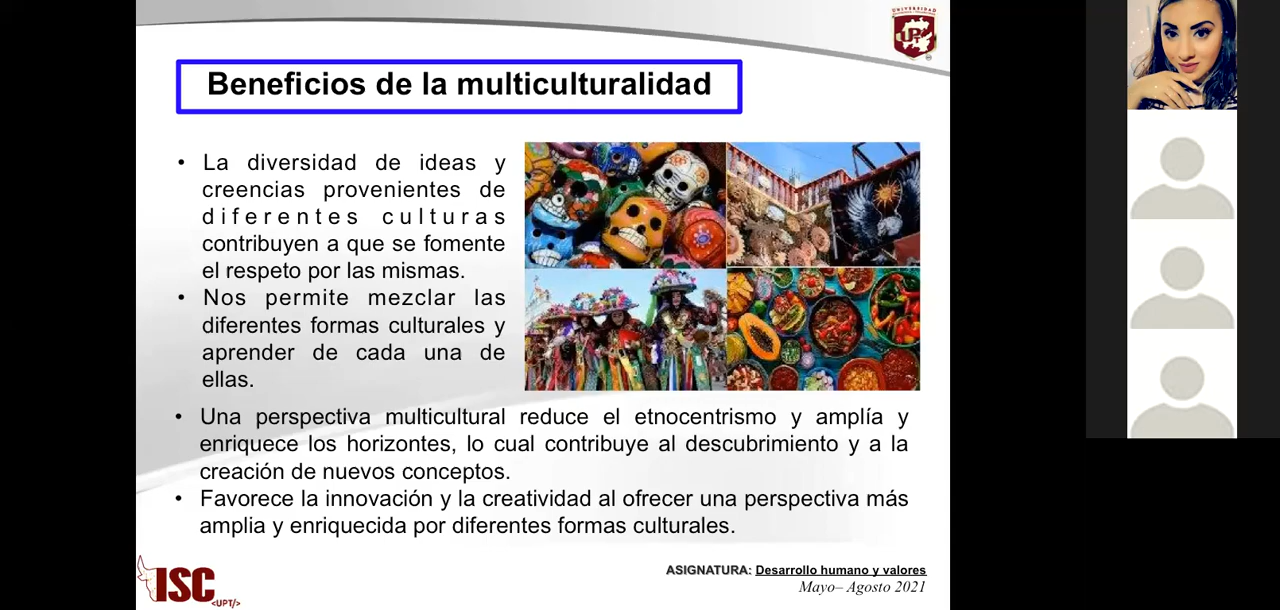 UNIVERSIDAD
UPT
Beneficios de la multiculturalidad
• La diversidad de ideas y
creencias provenientes de
diferentes culturas
contribuyen a que se fomente
el respeto por las mismas.
• Nos permite mezclar las
diferentes formas culturales y
aprender de cada una de
ellas.
• Una perspectiva multicultural reduce el etnocentrismo y amplía y
enriquece los horizontes, lo cual contribuye al descubrimiento y a la
creación de nuevos conceptos.
• Favorece la innovación y la creatividad al ofrecer una perspectiva más
amplia y enriquecida por diferentes formas culturales.
ISC
<UPT/>
ASIGNATURA: Desarrollo humano y valores
Mayo– Agosto 2021